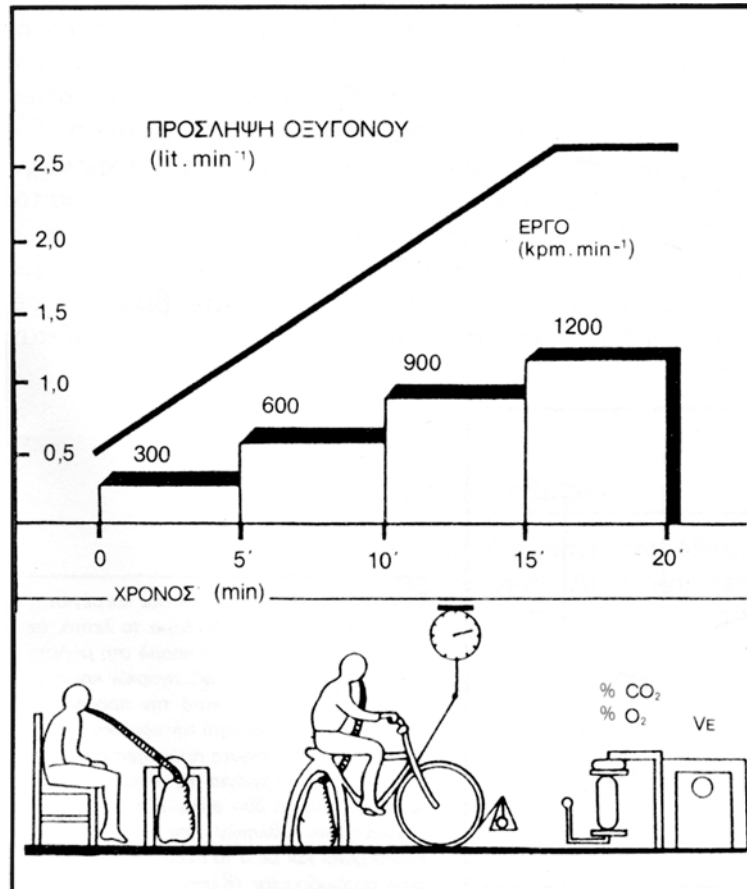 ΠΡΟΣΛΗΨΗ ΟΞΥΓΟΝΟΥ
(lit.min⁻¹)
2,5
2,0
ΕΡΓΟ
(kpm.min⁻¹)
1,5
1200
900
1,0
600
0,5
300
0 5′ 10′ 15′ 20′
ΧΡΟΝΟΣ (min)
% CO₂
% O₂
VE